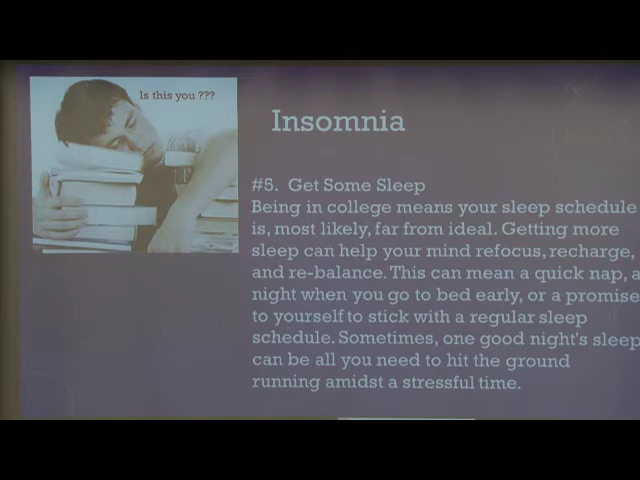 Is this you ???
Insomnia
#5. Get Some Sleep
Being in college means your sleep schedule
is, most likely, far from ideal. Getting more
sleep can help your mind refocus, recharge,
and re-balance. This can mean a quick nap, a
night when you go to bed early, or a promise
to yourself to stick with a regular sleep
schedule. Sometimes, one good night's sleep
can be all you need to hit the ground
running amidst a stressful time.